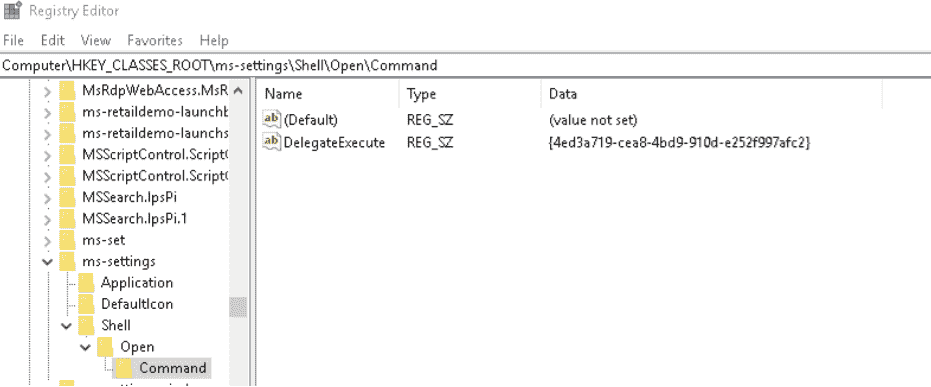 Registry Editor
File Edit View Favorites Help
Computer\HKEY_CLASSES_ROOT\ms-settings\Shell\Open\Command
MsRdpWebAccess.MsR
ms-retaildemo-launchb
ms-retaildemo-launchs
MSScriptControl.Script
MSScriptControl.Script
MSSearch.IpsPi
MSSearch.IpsPi.1
ms-set
ms-settings
Application
DefaultIcon
Shell
Open
Command
Name Type Data
ab (Default) REG_SZ (value not set)
ab DelegateExecute REG_SZ {4ed3a719-cea8-4bd9-910d-e252f997afc2}